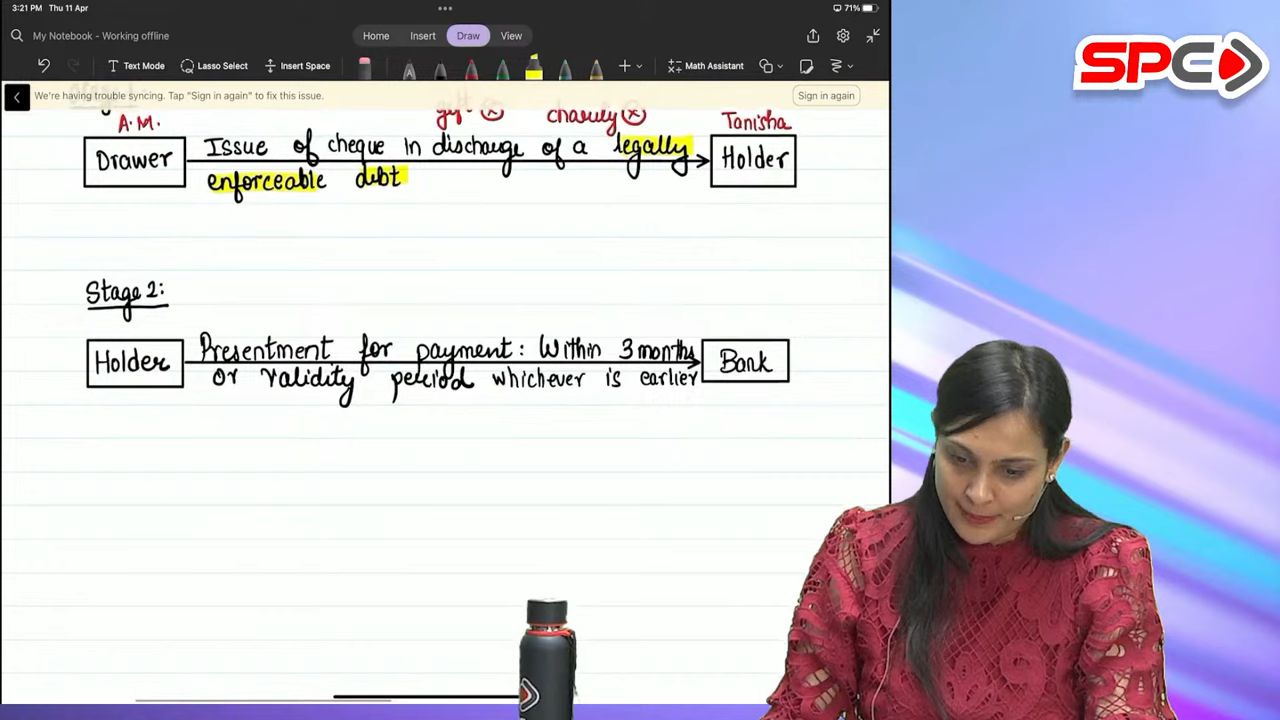 3:21 PM Thu 11 Apr
71%
My Notebook - Working offline
Home Insert Draw View
Text Mode Lasso Select Insert Space Math Assistant
We're having trouble syncing. Tap "Sign in again" to fix this issue. Sign in again
A.M. gift charity Tanisha
Drawer Issue of cheque in discharge of a legally Holder
enforceable debt
Stage 2:
Holder Presentment for payment: Within 3 months Bank
or validity period whichever is earlier
SPC